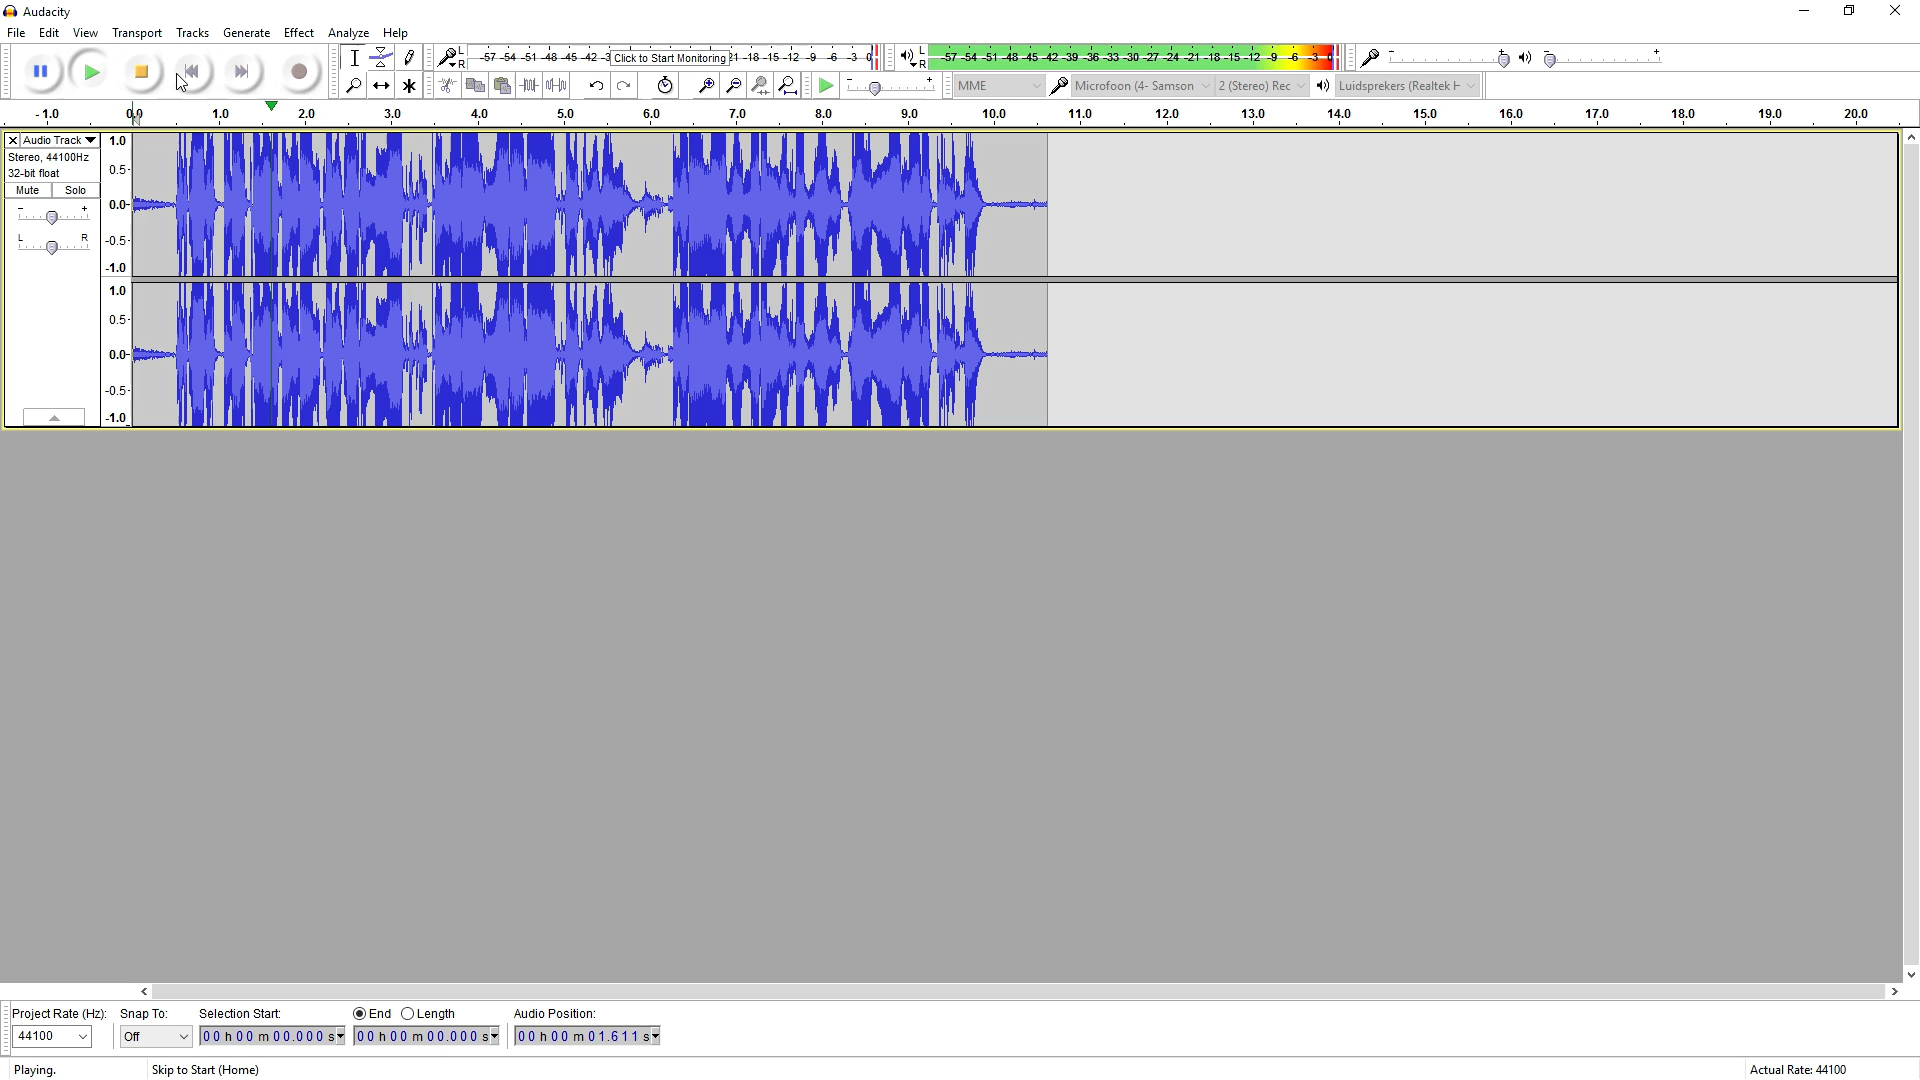 Audacity
File Edit View Transport Tracks Generate Effect Analyze Help
L R -57 -54 -51 -48 -45 -42 -3 Click to Start Monitoring 21 -18 -15 -12 -9 -6 -3 0 L R -57 -54 -51 -48 -45 -42 -39 -36 -33 -30 -27 -24 -21 -18 -15 -12 -9 -6 -3 0 - + - +
- + MME Microfoon (4- Samson 2 (Stereo) Rec Luidsprekers (Realtek H
-1.0 0.0 1.0 2.0 3.0 4.0 5.0 6.0 7.0 8.0 9.0 10.0 11.0 12.0 13.0 14.0 15.0 16.0 17.0 18.0 19.0 20.0
X Audio Track 1.0
Stereo, 44100Hz
32-bit float 0.5
Mute Solo
- + 0.0
L R -0.5
-1.0
1.0
0.5
0.0
-0.5
-1.0
Project Rate (Hz): Snap To: Selection Start: End Length Audio Position:
44100 Off 00 h 00 m 00.000 s 00 h 00 m 00.000 s 00 h 00 m 01.611 s
Playing. Skip to Start (Home) Actual Rate: 44100